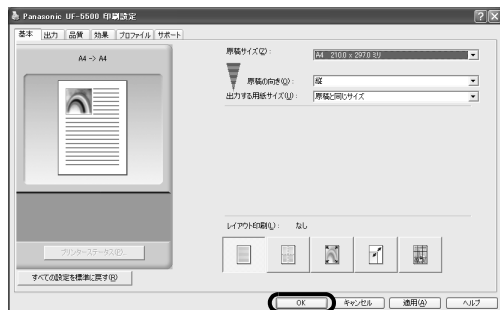 Panasonic UF-5500 印刷設定
基本 出力 品質 効果 プロファイル サポート
A4 -> A4
原稿サイズ(Z) : A4 210.0 x 297.0 ミリ
原稿の向き(O) : 縦
出力する用紙サイズ(U) : 原稿と同じサイズ
レイアウト印刷(L) : なし
プリンターステータス(P)...
すべての設定を標準に戻す(R)
OK キャンセル 適用(A) ヘルプ